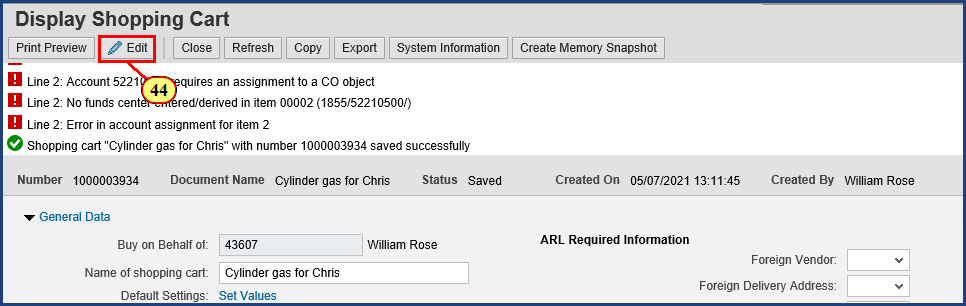 Display Shopping Cart
Print Preview Edit Close Refresh Copy Export System Information Create Memory Snapshot
Line 2: Account 52210 requires an assignment to a CO object
44
Line 2: No funds center entered/derived in item 00002 (1855/52210500/)
Line 2: Error in account assignment for item 2
Shopping cart "Cylinder gas for Chris" with number 1000003934 saved successfully
Number 1000003934 Document Name Cylinder gas for Chris Status Saved Created On 05/07/2021 13:11:45 Created By William Rose
General Data
Buy on Behalf of: 43607 William Rose ARL Required Information
Foreign Vendor:
Name of shopping cart: Cylinder gas for Chris
Foreign Delivery Address:
Default Settings: Set Values